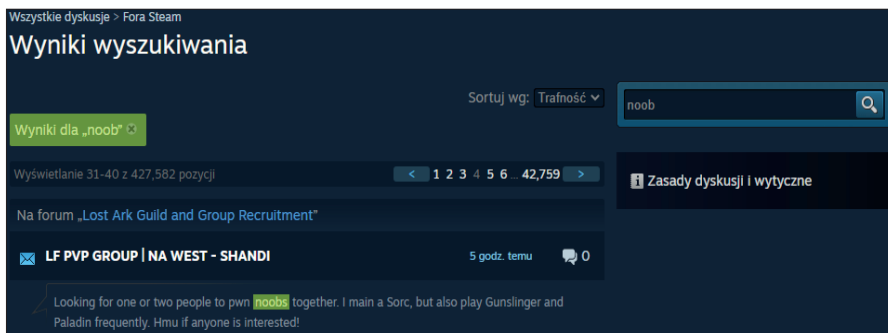 Wszystkie dyskusje > Fora Steam
Wyniki wyszukiwania
Sortuj wg: Trafność
noob
Wyniki dla „noob”
Wyświetlanie 31-40 z 427,582 pozycji
< 1 2 3 4 5 6 ... 42,759 >
Zasady dyskusji i wytyczne
Na forum „Lost Ark Guild and Group Recruitment”
LF PVP GROUP | NA WEST - SHANDI
5 godz. temu
0
Looking for one or two people to pwn noobs together. I main a Sorc, but also play Gunslinger and
Paladin frequently. Hmu if anyone is interested!